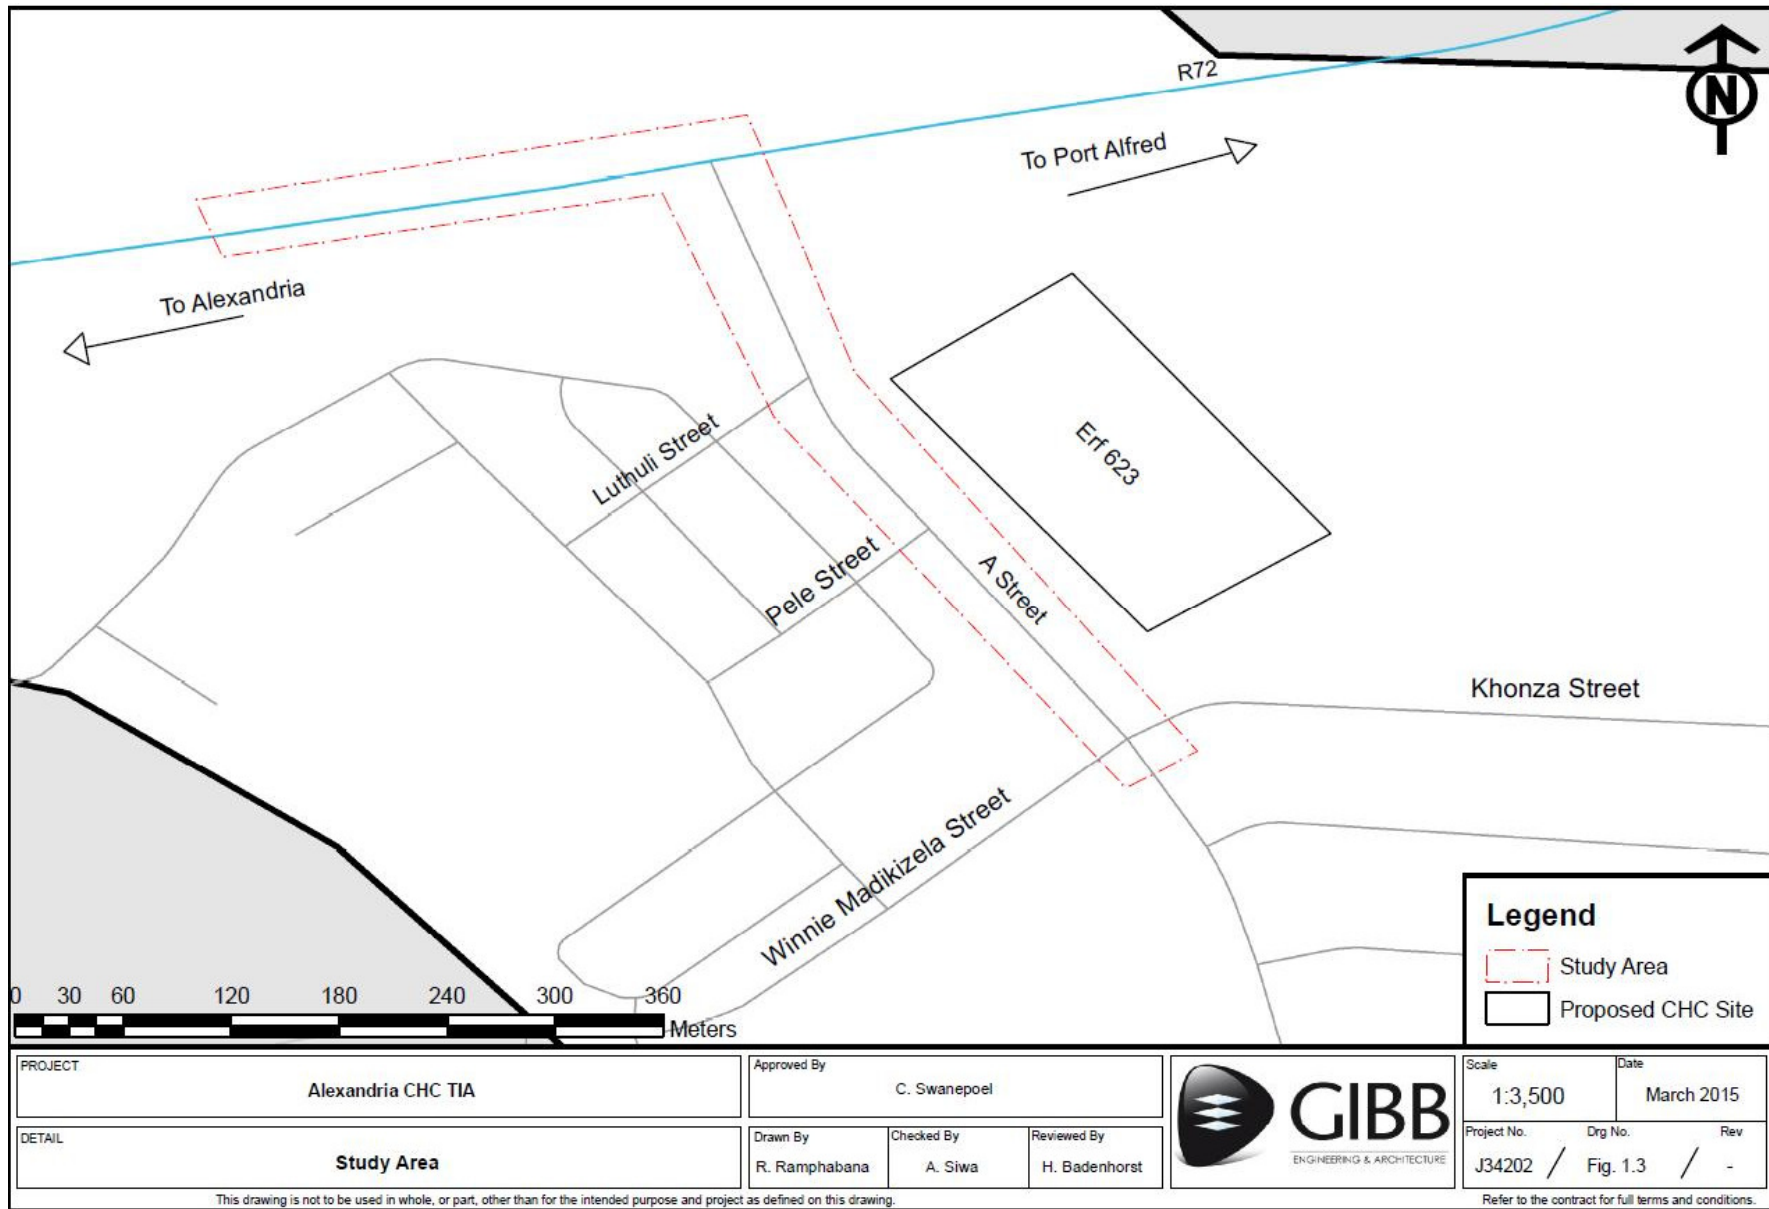 R72
N
To Port Alfred
To Alexandria
Luthuli Street
Erf 623
Pele Street
A Street
Khonza Street
Winnie Madikizela Street
Legend
Study Area
Proposed CHC Site
0 30 60 120 180 240 300 360
Meters
PROJECT
Alexandria CHC TIA
DETAIL
Study Area
Approved By
C. Swanepoel
Drawn By
R. Ramphabana
Checked By
A. Siwa
Reviewed By
H. Badenhorst
GIBB
ENGINEERING & ARCHITECTURE
Scale
1:3,500
Date
March 2015
Project No. Drg No. Rev
J34202 / Fig. 1.3 / -
This drawing is not to be used in whole, or part, other than for the intended purpose and project as defined on this drawing.
Refer to the contract for full terms and conditions.